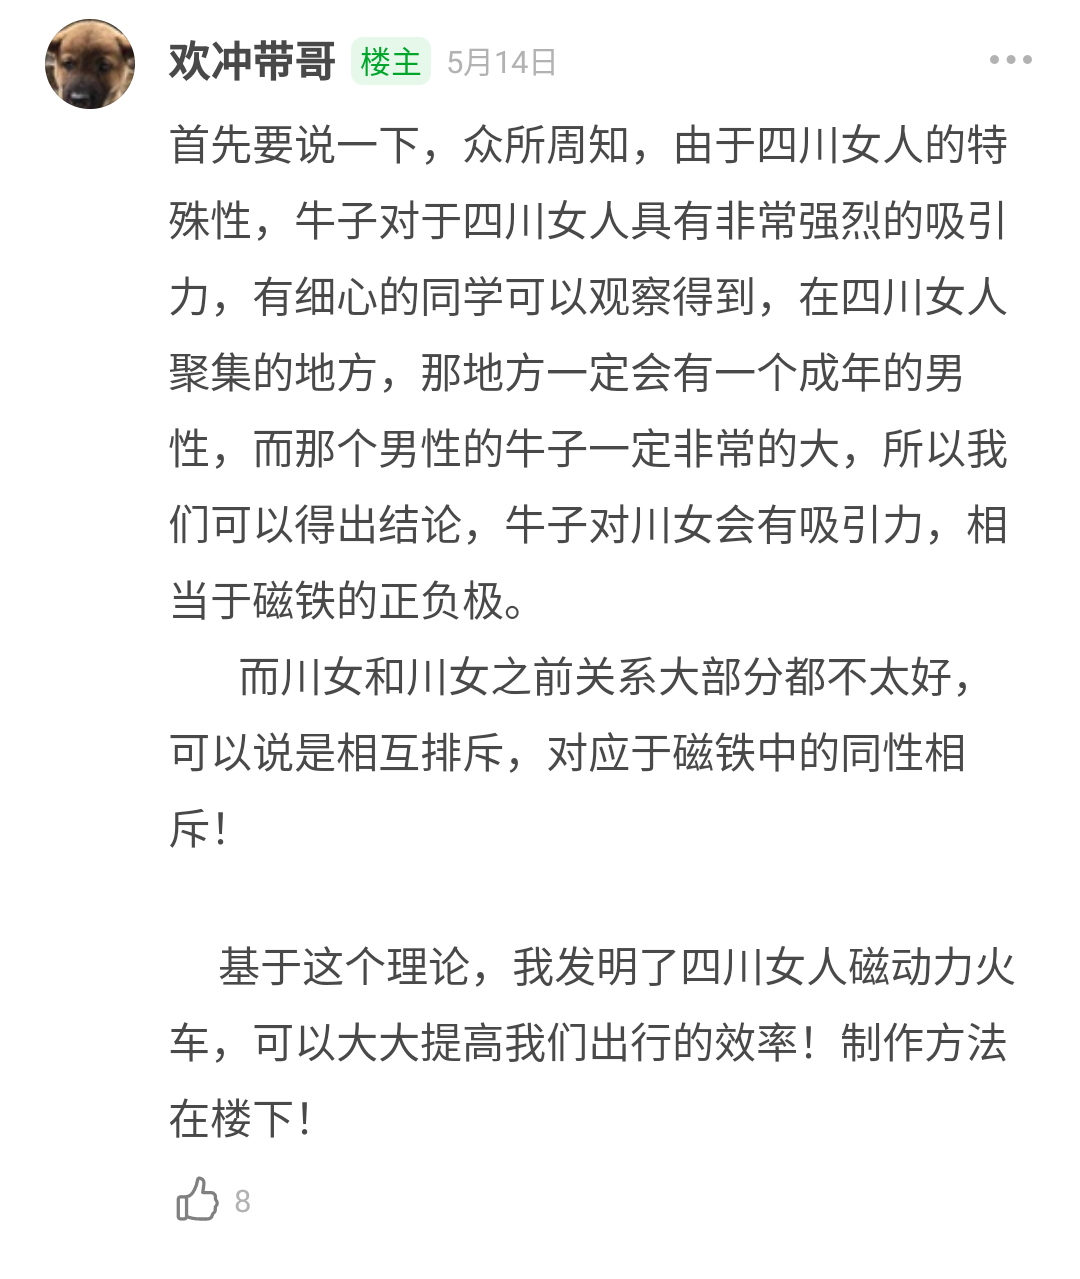 欢冲带哥 楼主 5月14日
首先要说一下，众所周知，由于四川女人的特
殊性，牛子对于四川女人具有非常强烈的吸引
力，有细心的同学可以观察得到，在四川女人
聚集的地方，那地方一定会有一个成年的男
性，而那个男性的牛子一定非常的大，所以我
们可以得出结论，牛子对川女会有吸引力，相
当于磁铁的正负极。
而川女和川女之前关系大部分都不太好，
可以说是相互排斥，对应于磁铁中的同性相
斥！
基于这个理论，我发明了四川女人磁动力火
车，可以大大提高我们出行的效率！制作方法
在楼下！
8